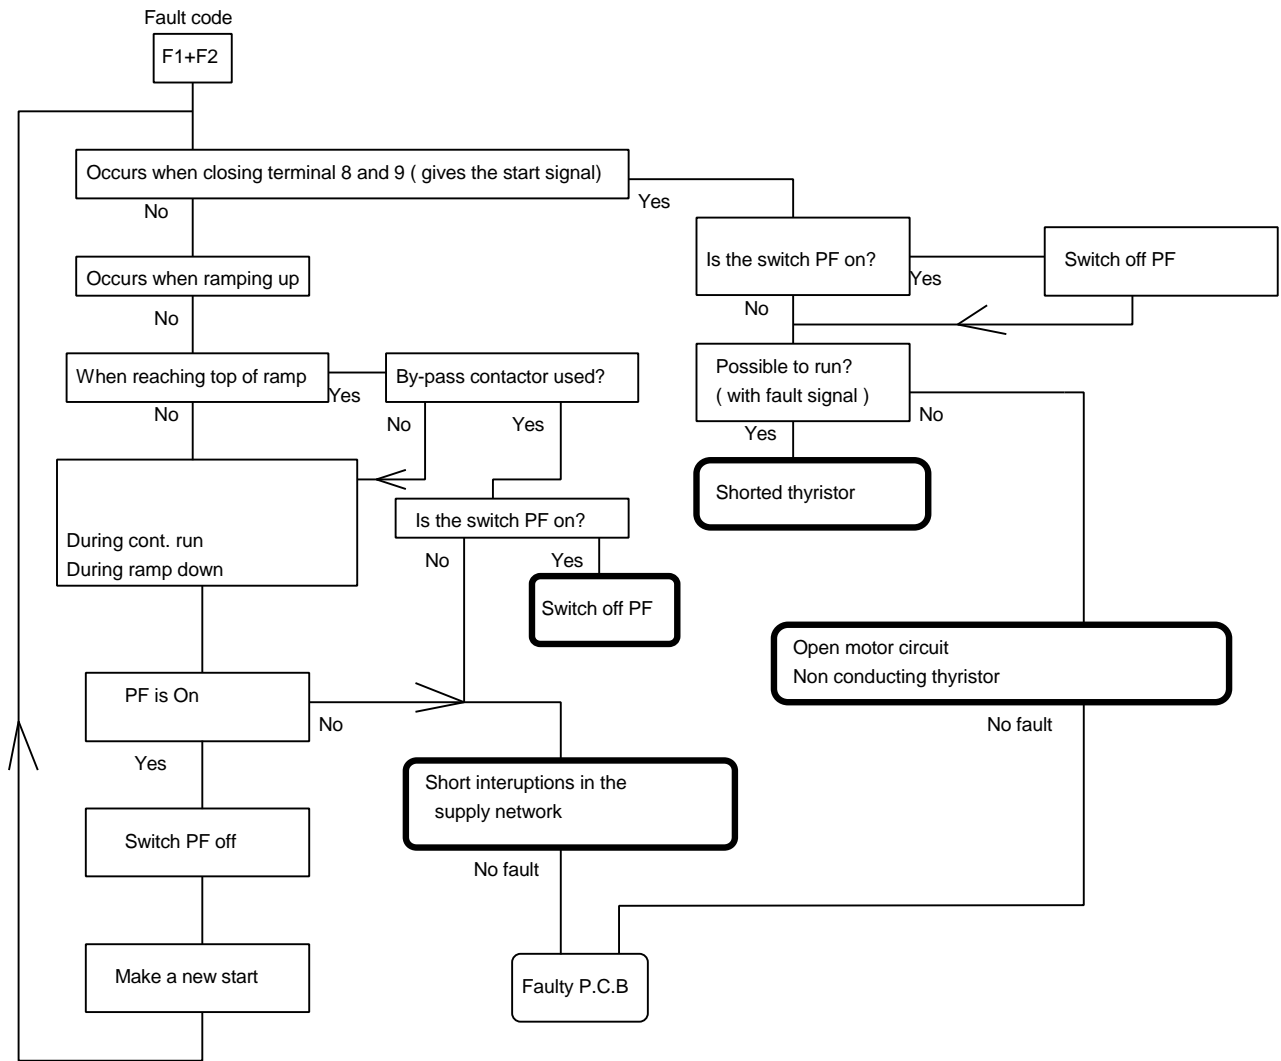 Fault code
F1+F2
Occurs when closing terminal 8 and 9 ( gives the start signal)
No
Yes
Occurs when ramping up
No
Is the switch PF on?
Yes
Switch off PF
No
When reaching top of ramp
Yes
By-pass contactor used?
No
No
Yes
Possible to run?
( with fault signal )
No
Yes
Shorted thyristor
During cont. run
During ramp down
Is the switch PF on?
No
Yes
Switch off PF
Open motor circuit
Non conducting thyristor
No fault
PF is On
No
Yes
Short interuptions in the
supply network
No fault
Switch PF off
Make a new start
Faulty P.C.B